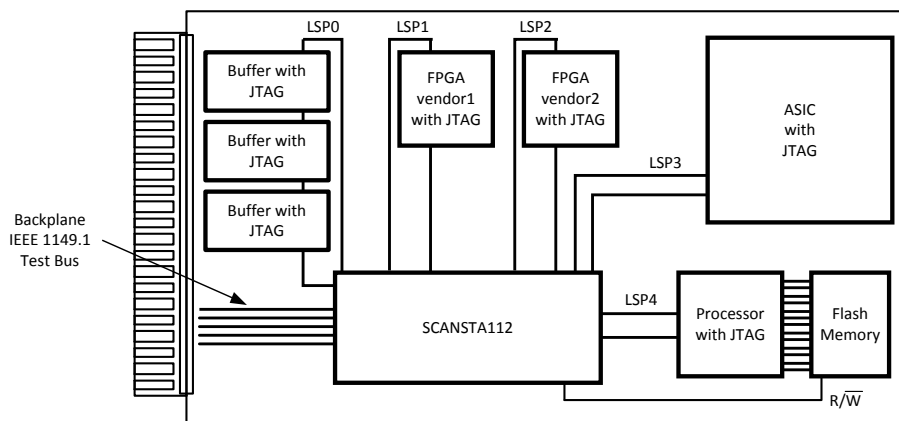 LSP0
LSP1
LSP2
Buffer with
JTAG
FPGA
vendor1
with JTAG
FPGA
vendor2
with JTAG
ASIC
with
JTAG
Buffer with
JTAG
LSP3
Buffer with
JTAG
Backplane
IEEE 1149.1
Test Bus
SCANSTA112
LSP4
Processor
with JTAG
Flash
Memory
R/W̅